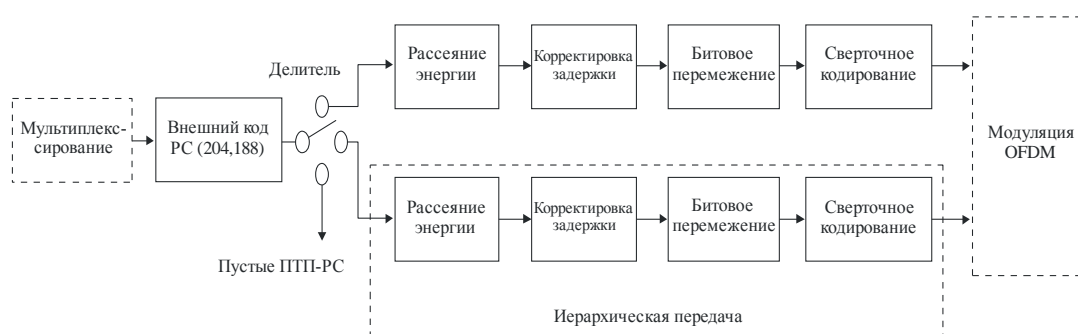 Мультиплекс-
сирование
Внешний код
РС (204,188)
Делитель
Пустые ПТП-РС
Рассеяние
энергии
Корректировка
задержки
Битовое
перемежение
Сверточное
кодирование
Рассеяние
энергии
Корректировка
задержки
Битовое
перемежение
Сверточное
кодирование
Иерархическая передача
Модуляция
OFDM